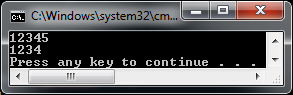 C:\Windows\system32\cm...
12345
1234
Press any key to continue . . .